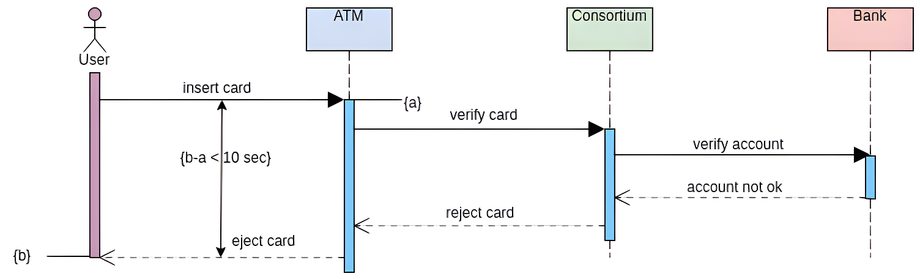 ATM
Consortium
Bank
User
insert card
{a}
verify card
verify account
{b-a < 10 sec}
account not ok
reject card
eject card
{b}